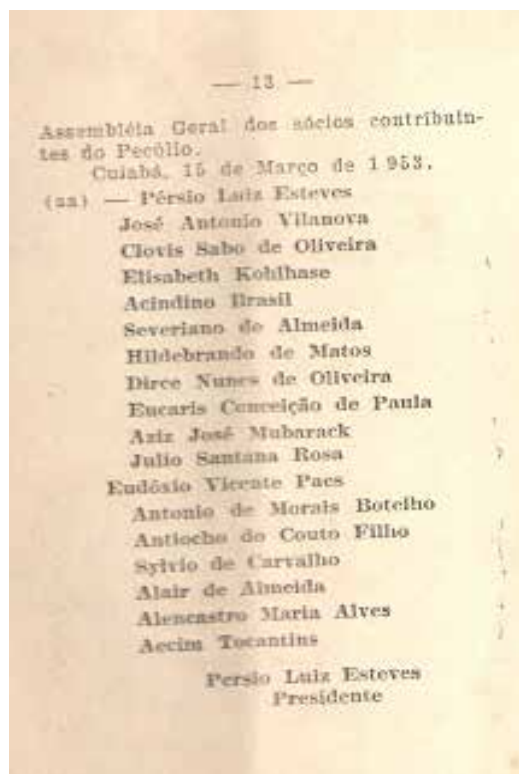 — 13 —
Assembléia Geral dos sócios contribuin-
tes do Pecúlio.
Cuiabá, 15 de Março de 1 953.
(aa) — Pérsio Luiz Esteves
José Antonio Vilanova
Clovis Sabo de Oliveira
Elisabeth Kohlhase
Acindino Brasil
Severiano de Almeida
Hildebrando de Matos
Dirce Nunes de Oliveira
Eucaris Conceição de Paula
Aziz José Mubarack
Julio Santana Rosa
Eudóxio Vicente Paes
Antonio de Morais Botelho
Antiocho do Couto Filho
Sylvio de Carvalho
Alair de Almeida
Alencastro Maria Alves
Aecim Tocantins
Persio Luiz Esteves
Presidente